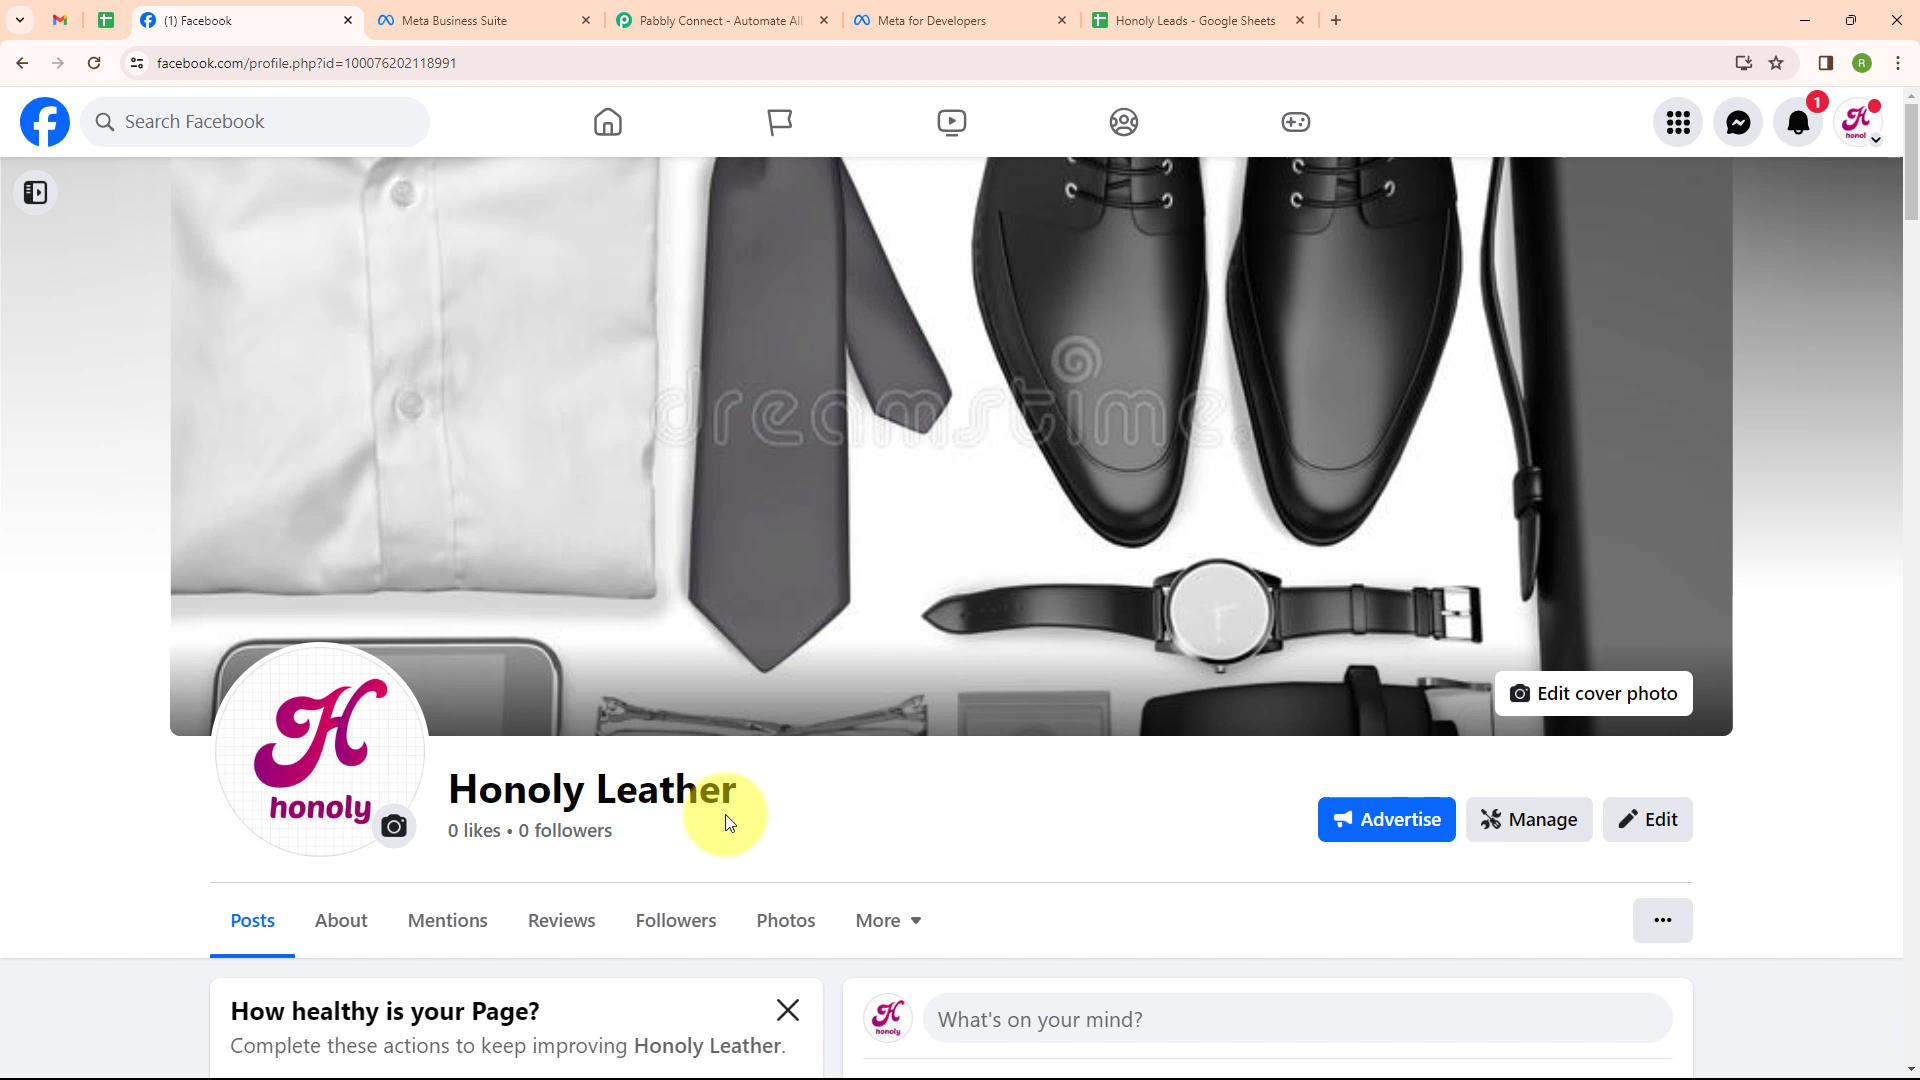 (1) Facebook
Meta Business Suite
Pabbly Connect - Automate All
Meta for Developers
Honoly Leads - Google Sheets
facebook.com/profile.php?id=100076202118991
R
Search Facebook
1
H
honol
dreamstime.
Edit cover photo
H
honoly
Honoly Leather
0 likes • 0 followers
Advertise
Manage
Edit
Posts
About
Mentions
Reviews
Followers
Photos
More
How healthy is your Page?
Complete these actions to keep improving Honoly Leather.
H
honoly
What's on your mind?